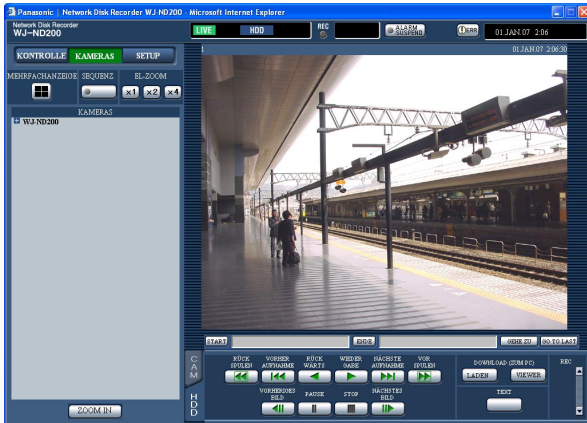 Panasonic | Network Disk Recorder WJ-ND200 - Microsoft Internet Explorer
Network Disk Recorder
WJ-ND200
LIVE HDD REC ALARM SUSPEND ERR 01.JAN.07 2:06
KONTROLLE KAMERAS SETUP
1 01.JAN.07 2:06:30
MEHRFACHANZEIGE SEQUENZ EL-ZOOM
x1 x2 x4
KAMERAS
WJ-ND200
START ENDE GEHE ZU GO TO LAST
CAM
HDD
RÜCK SPULEN
VORHER AUFNAHME
RÜCK WÄRTS
WIEDER GABE
NÄCHSTE AUFNAHME
VOR SPULEN
DOWNLOAD (ZUM PC)
REC
LADEN VIEWER
VORHERIGES BILD
PAUSE
STOP
NÄCHSTES BILD
TEXT
ZOOM IN